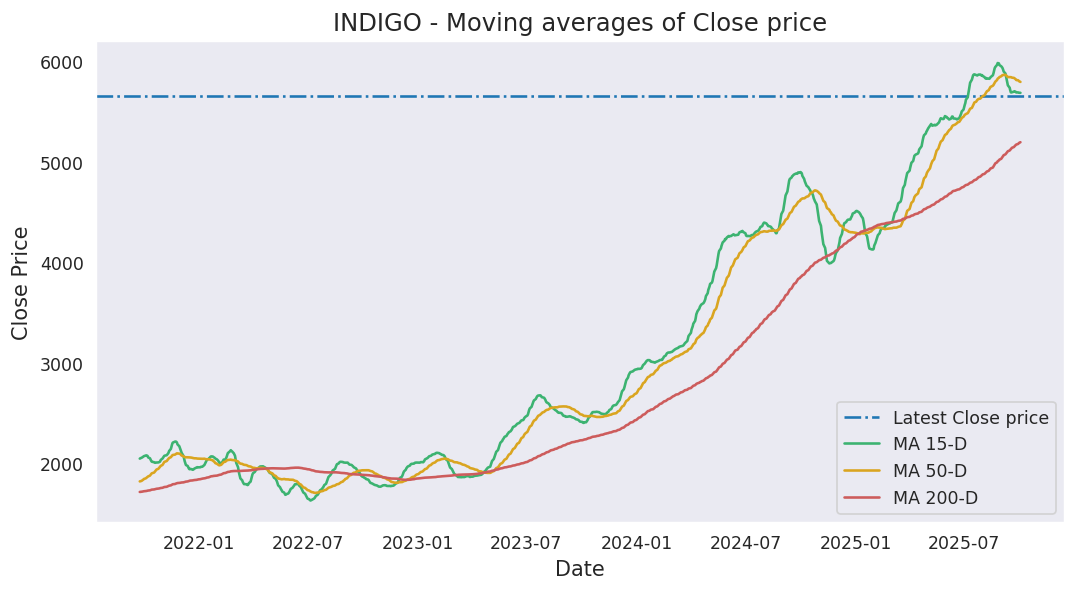 INDIGO - Moving averages of Close price
Close Price
6000
5000
4000
3000
2000
Latest Close price
MA 15-D
MA 50-D
MA 200-D
2022-01
2022-07
2023-01
2023-07
2024-01
2024-07
2025-01
2025-07
Date